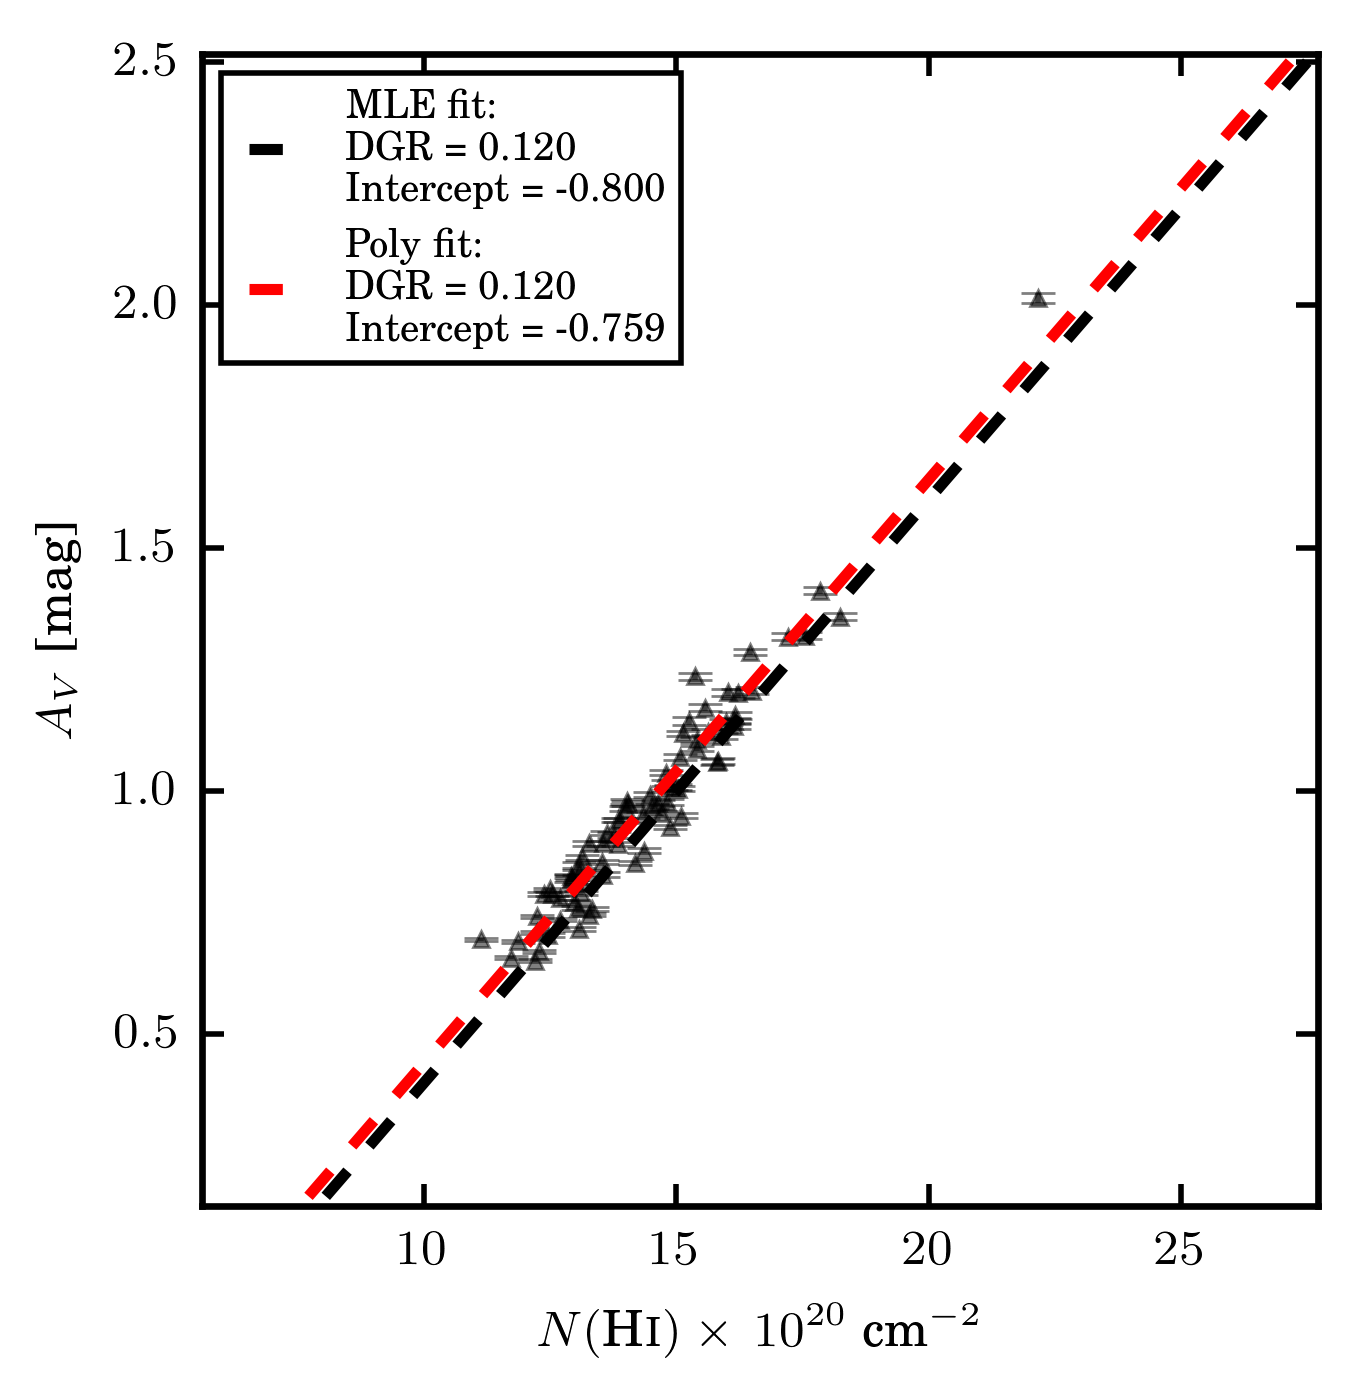 MLE fit:
DGR = 0.120
Intercept = -0.800
Poly fit:
DGR = 0.120
Intercept = -0.759
2.5
2.0
1.5
1.0
0.5
A_V [mag]
10 15 20 25
N(HI) × 10^20 cm^−2